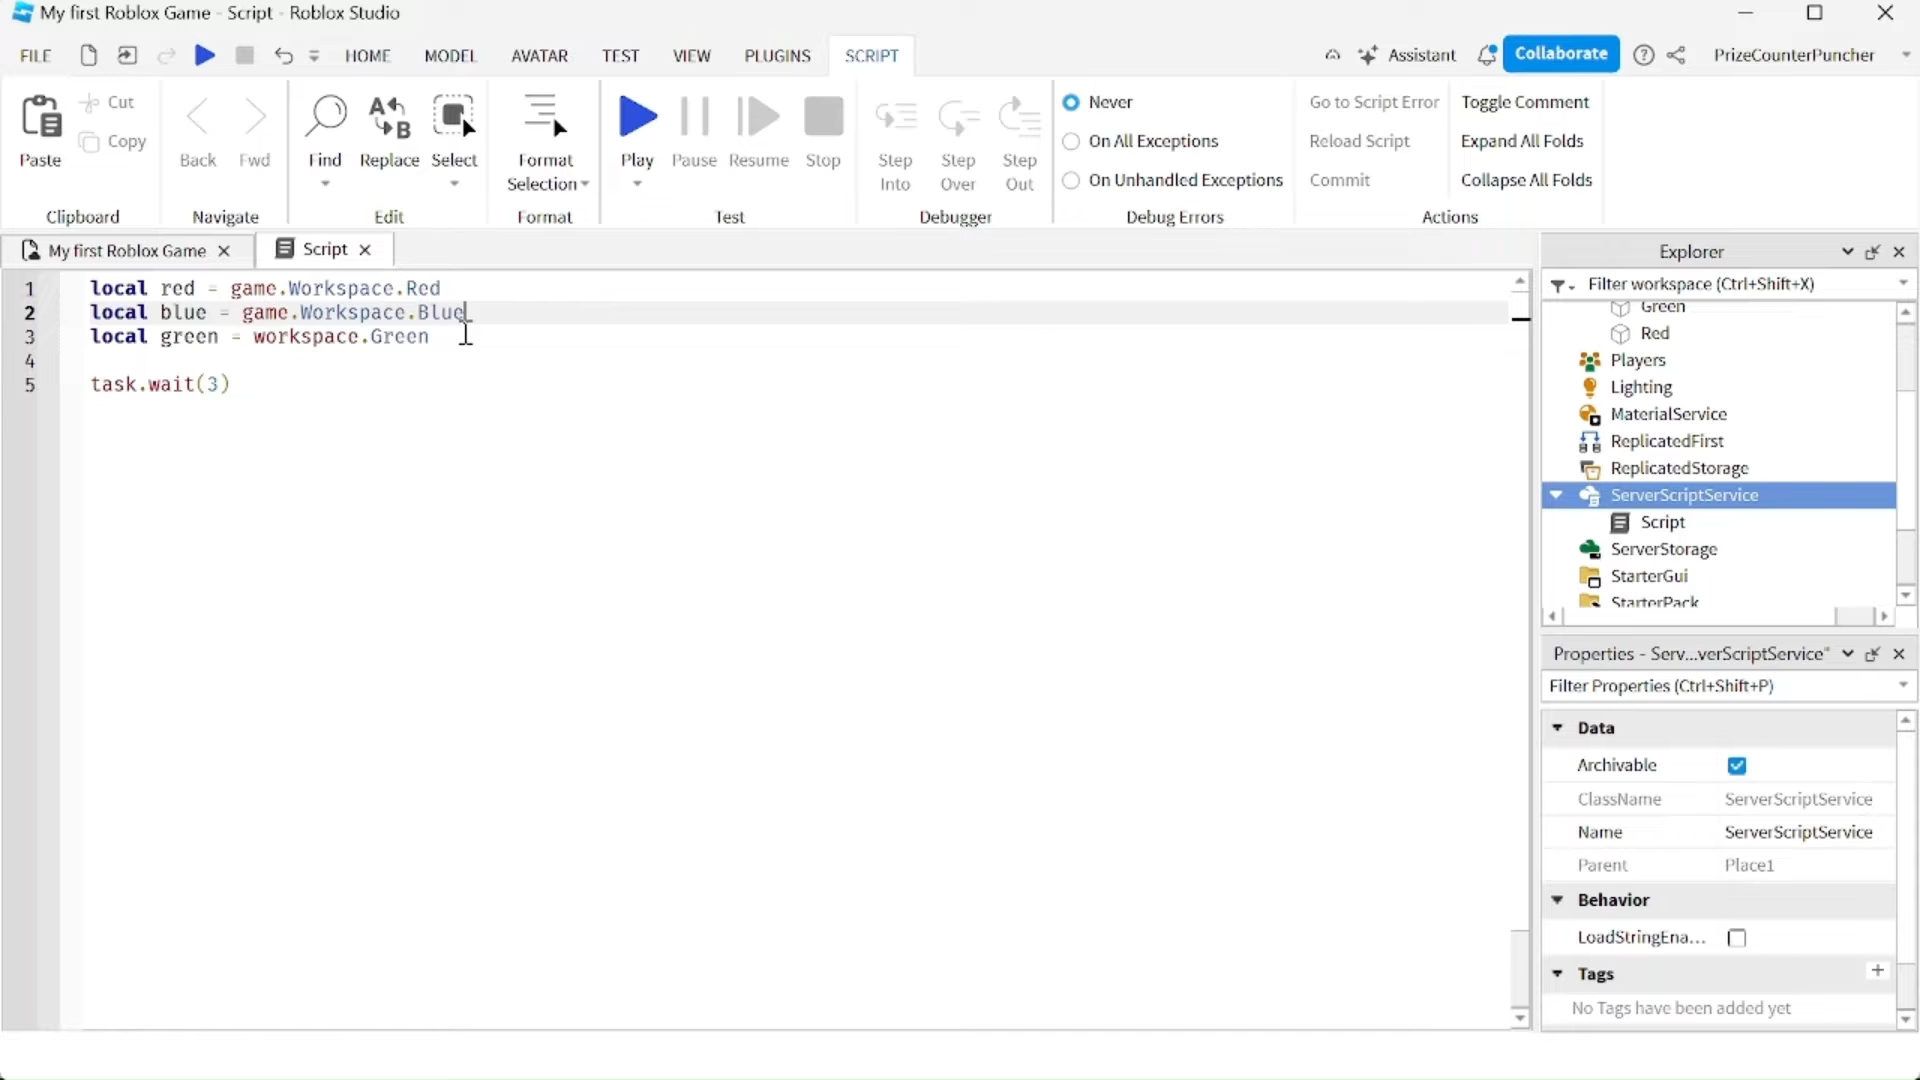 My first Roblox Game - Script - Roblox Studio
FILE HOME MODEL AVATAR TEST VIEW PLUGINS SCRIPT Assistant Collaborate PrizeCounterPuncher
Paste Cut Copy
Clipboard
Back Fwd
Navigate
Find Replace Select
Edit
Format Selection
Format
Play Pause Resume Stop
Test
Step Into Step Over Step Out
Debugger
Never
On All Exceptions
On Unhandled Exceptions
Debug Errors
Go to Script Error Toggle Comment
Reload Script Expand All Folds
Commit Collapse All Folds
Actions
My first Roblox Game Script
1 local red = game.Workspace.Red
2 local blue = game.Workspace.Blue
3 local green = workspace.Green
4
5 task.wait(3)
Explorer
Filter workspace (Ctrl+Shift+X)
Green
Red
Players
Lighting
MaterialService
ReplicatedFirst
ReplicatedStorage
ServerScriptService
Script
ServerStorage
StarterGui
StarterPack
Properties - Serv...verScriptService"
Filter Properties (Ctrl+Shift+P)
Data
Archivable
ClassName ServerScriptService
Name ServerScriptService
Parent Place1
Behavior
LoadStringEna...
Tags +
No Tags have been added yet